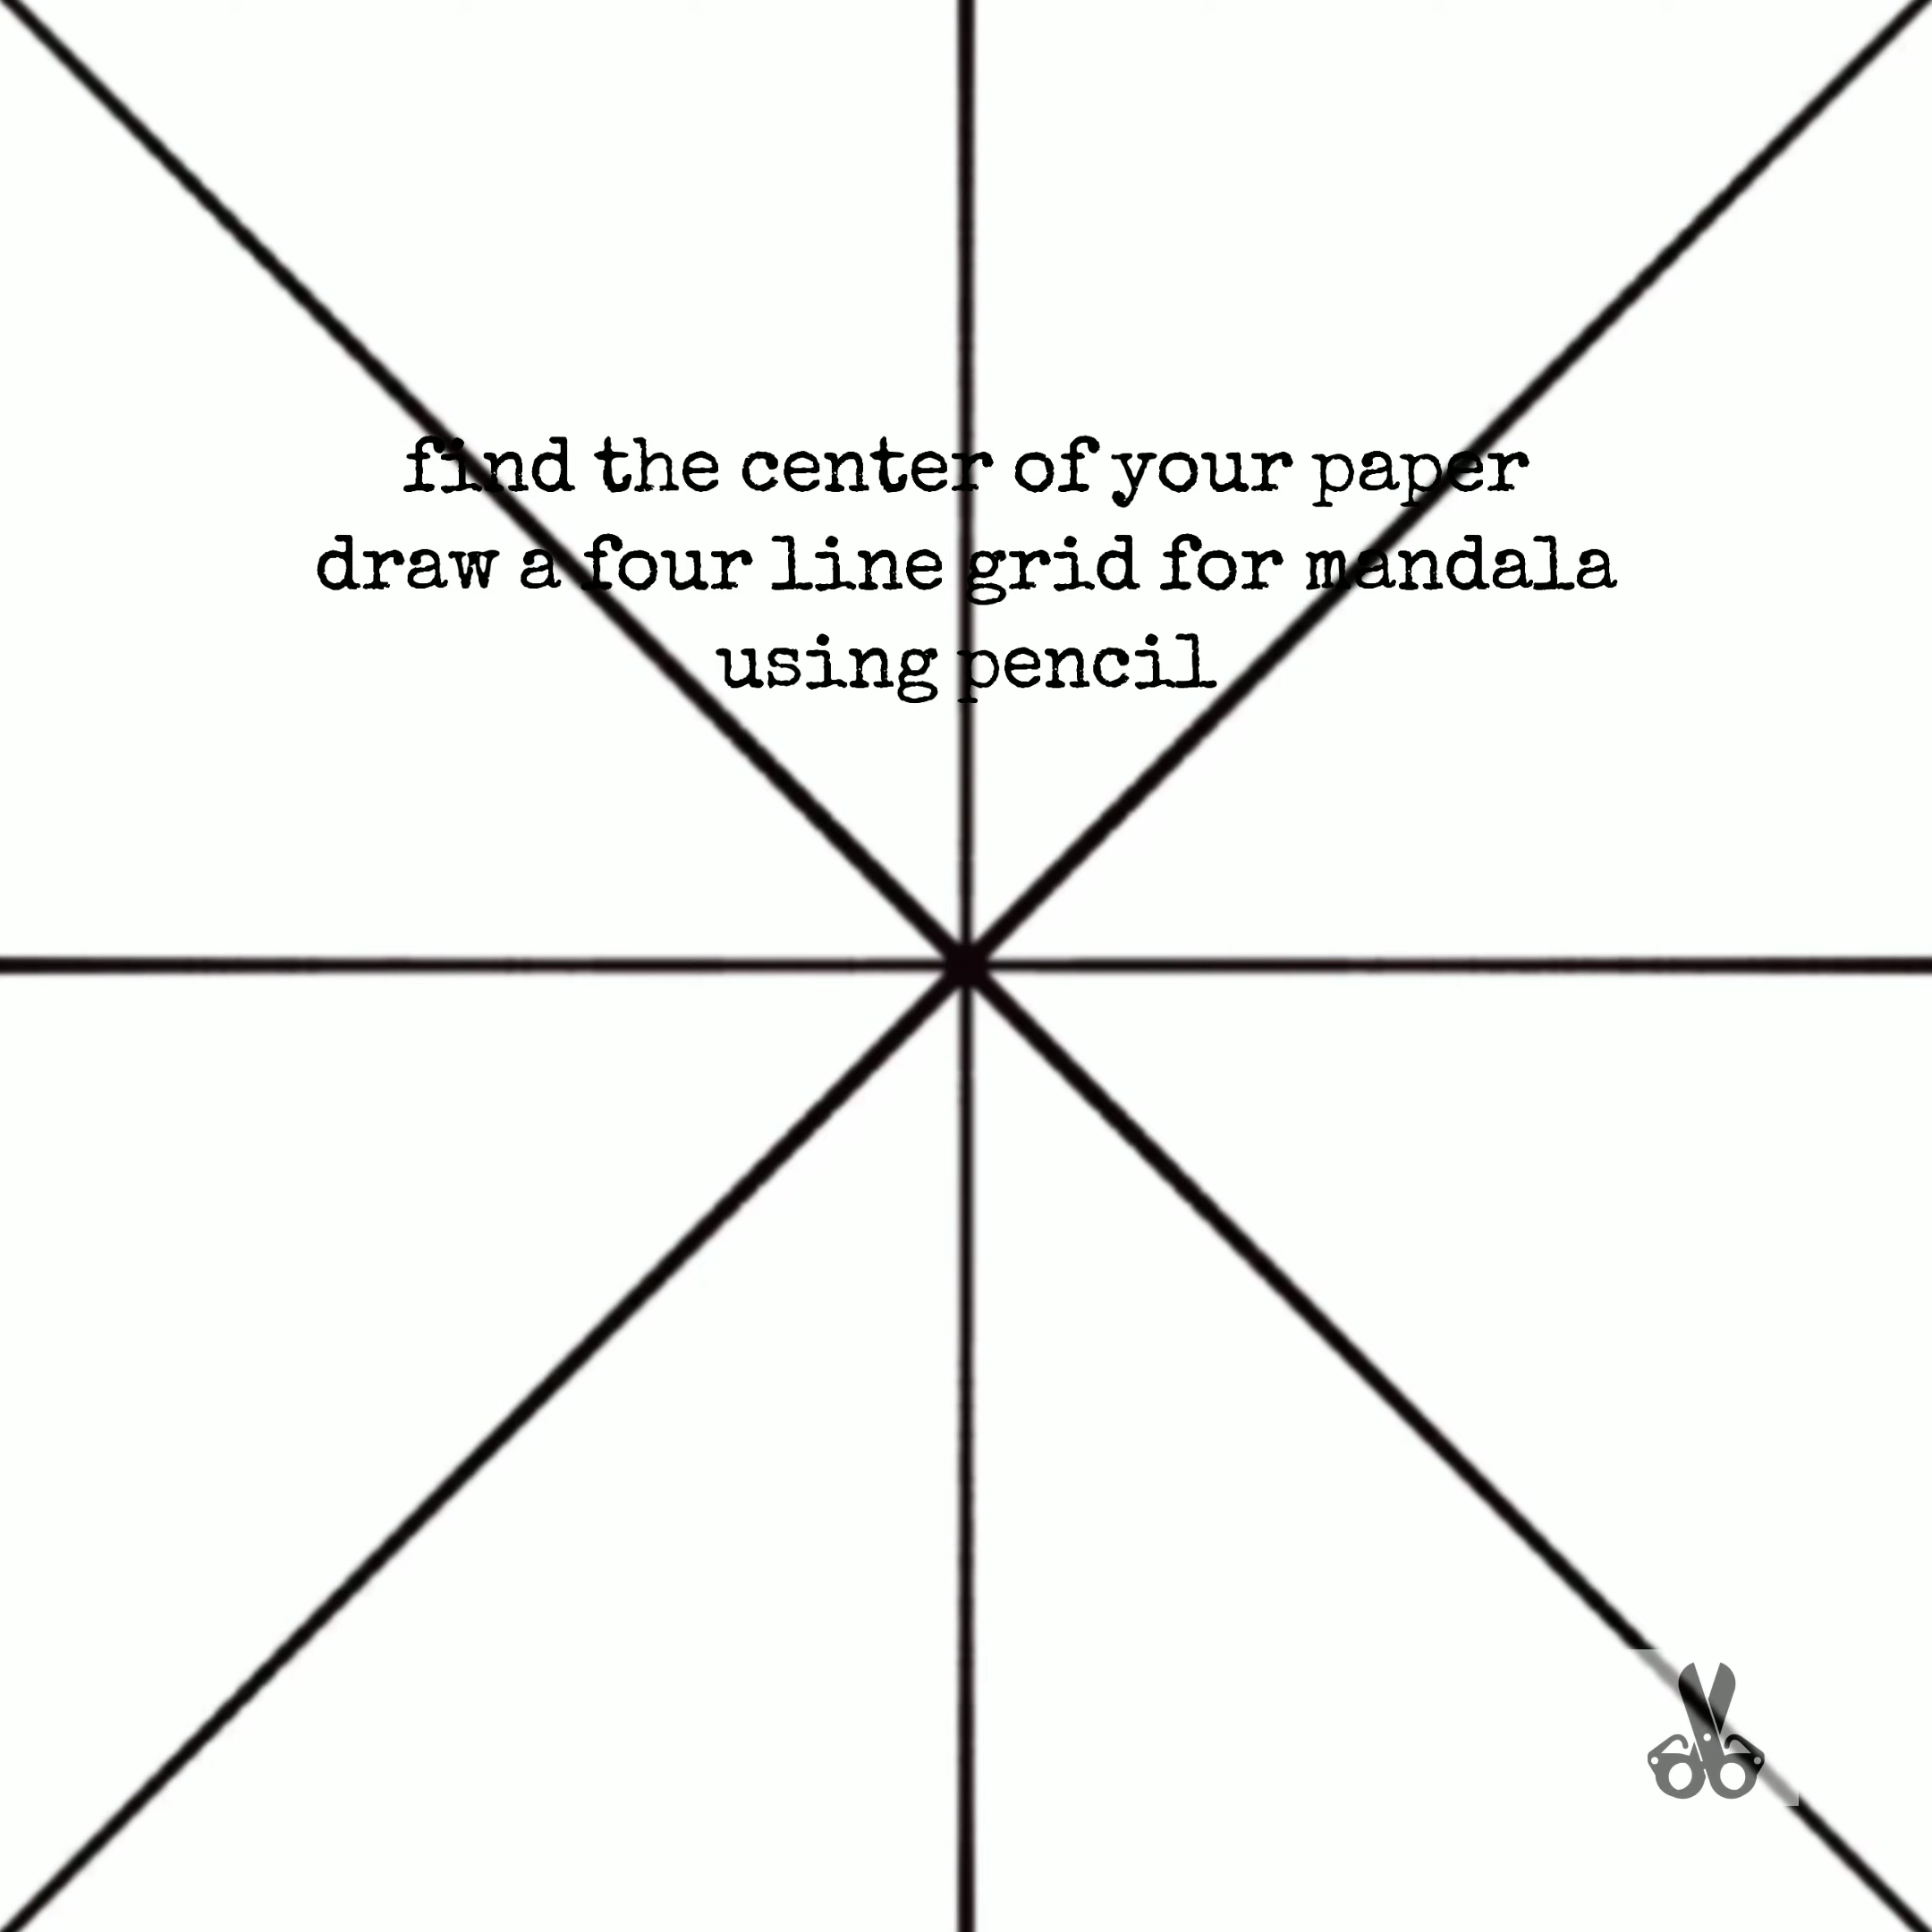 find the center of your paper
draw a four line grid for mandala
using pencil